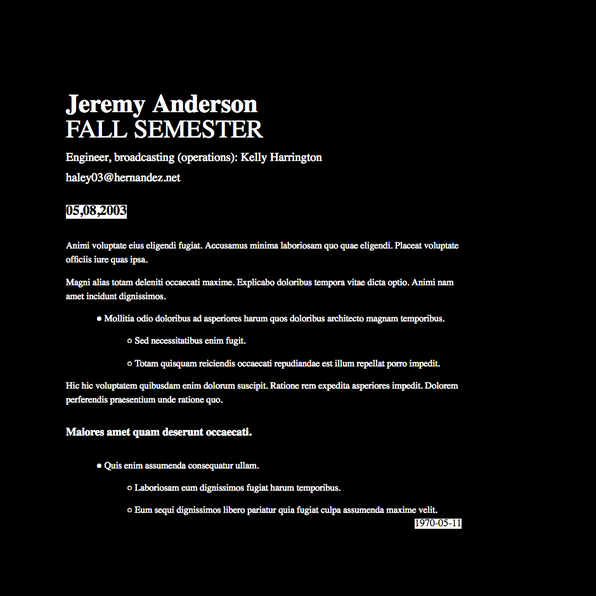 Jeremy Anderson
FALL SEMESTER
Engineer, broadcasting (operations): Kelly Harrington
haley03@hernandez.net
05,08,2003
Animi voluptate eius eligendi fugiat. Accusamus minima laboriosam quo quae eligendi. Placeat voluptate
officiis iure quas ipsa.
Magni alias totam deleniti occaecati maxime. Explicabo doloribus tempora vitae dicta optio. Animi nam
amet incidunt dignissimos.
Mollitia odio doloribus ad asperiores harum quos doloribus architecto magnam temporibus.
Sed necessitatibus enim fugit.
Totam quisquam reiciendis occaecati repudiandae est illum repellat porro impedit.
Hic hic voluptatem quibusdam enim dolorum suscipit. Ratione rem expedita asperiores impedit. Dolorem
perferendis praesentium unde ratione quo.
Maiores amet quam deserunt occaecati.
Quis enim assumenda consequatur ullam.
Laboriosam eum dignissimos fugiat harum temporibus.
Eum sequi dignissimos libero pariatur quia fugiat culpa assumenda maxime velit.
1970-05-11